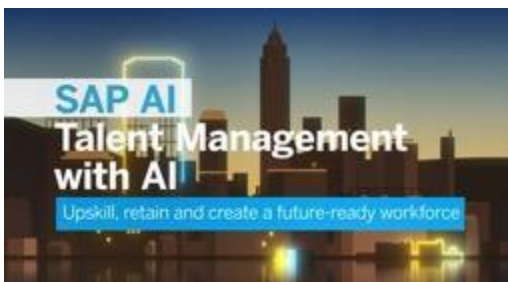 SAP AI
Talent Management
with AI
Upskill, retain and create a future-ready workforce